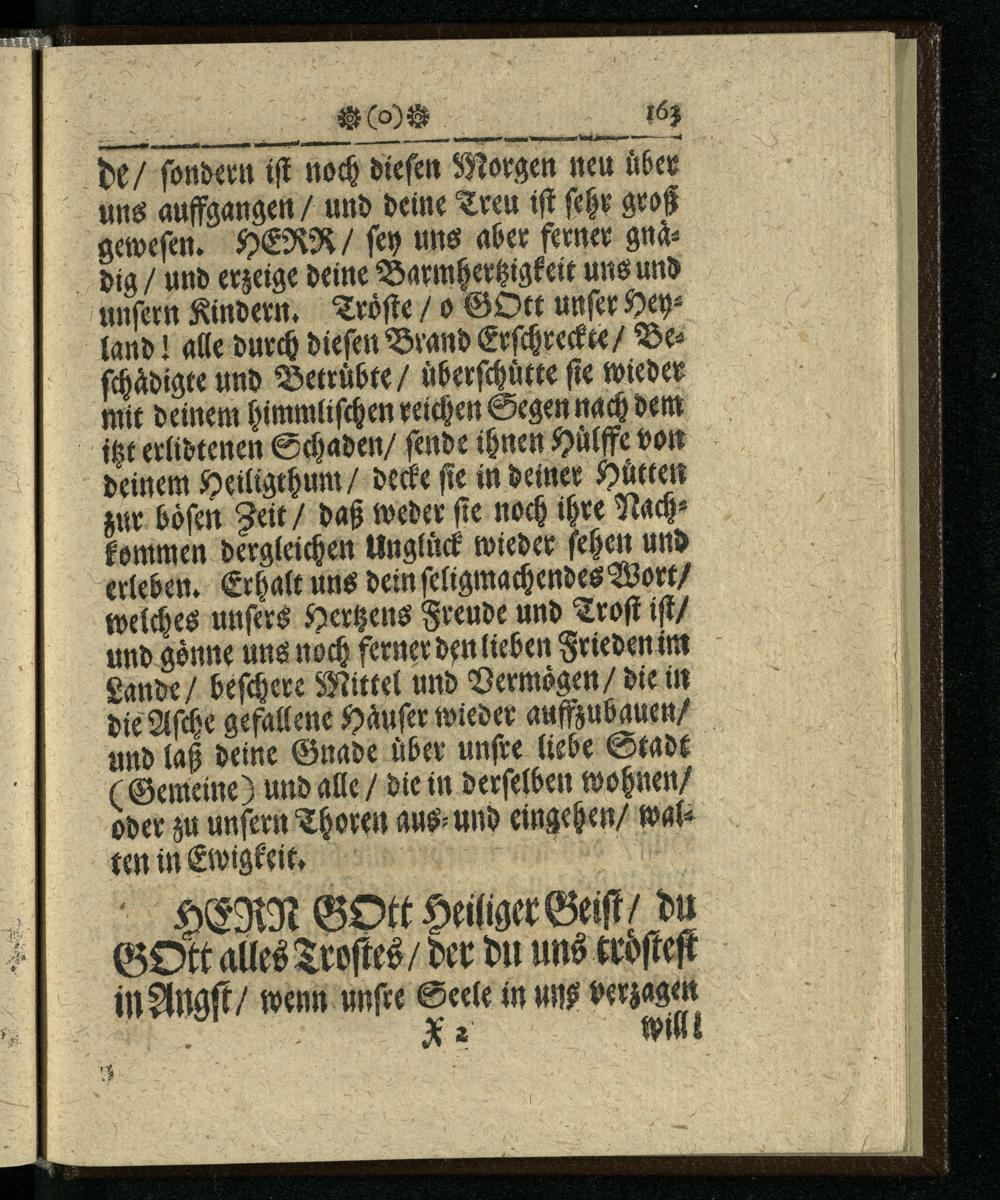 (o) 163
de/ sondern ist noch diesen Morgen neu über
uns auffgangen/ und deine Treu ist sehr groß
gewesen. HERR/ sey uns aber ferner gnä-
dig/ und erzeige deine Barmhertzigkeit uns und
unsern Kindern. Tröste/ o GOtt unser Hey-
land! alle durch diesen Brand Erschreckte/ Be-
schädigte und Betrübte/ überschütte sie wieder
mit deinem himmlischen reichen Segen nach dem
itzt erlidtenen Schaden/ sende ihnen Hülffe von
deinem Heiligthum/ decke sie in deiner Hütten
zur bösen Zeit/ daß weder sie noch ihre Nach-
kommen dergleichen Unglück wieder sehen und
erleben. Erhalt uns dein seligmachendes Wort/
welches unsers Hertzens Freude und Trost ist/
und gönne uns noch ferner den lieben Frieden im
Lande/ beschere Mittel und Vermögen/ die in
die Asche gefallene Häuser wieder auffzubauen/
und laß deine Gnade über unsre liebe Stadt
(Gemeine) und alle/ die in derselben wohnen/
oder zu unsern Thoren aus- und eingehen/ wal-
ten in Ewigkeit.
HERN GOtt Heiliger Geist/ du
GOtt alles Trostes/ der du uns tröstest
in Angst/ wenn unsre Seele in uns verzagen
X 2 will!